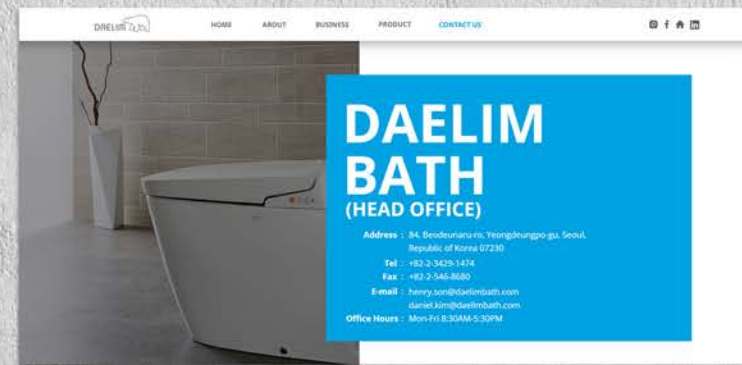 DAELIM
HOME ABOUT BUSINESS PRODUCT CONTACT US
DAELIM
BATH
(HEAD OFFICE)
Address : 84, Beodeunaru-ro, Yeongdeungpo-gu, Seoul,
Republic of Korea 07230
Tel : +82-2-3429-1474
Fax : +82-2-546-8680
E-mail : henry.son@daelimbath.com
daniel.kim@daelimbath.com
Office Hours : Mon-Fri 8:30AM-5:30PM